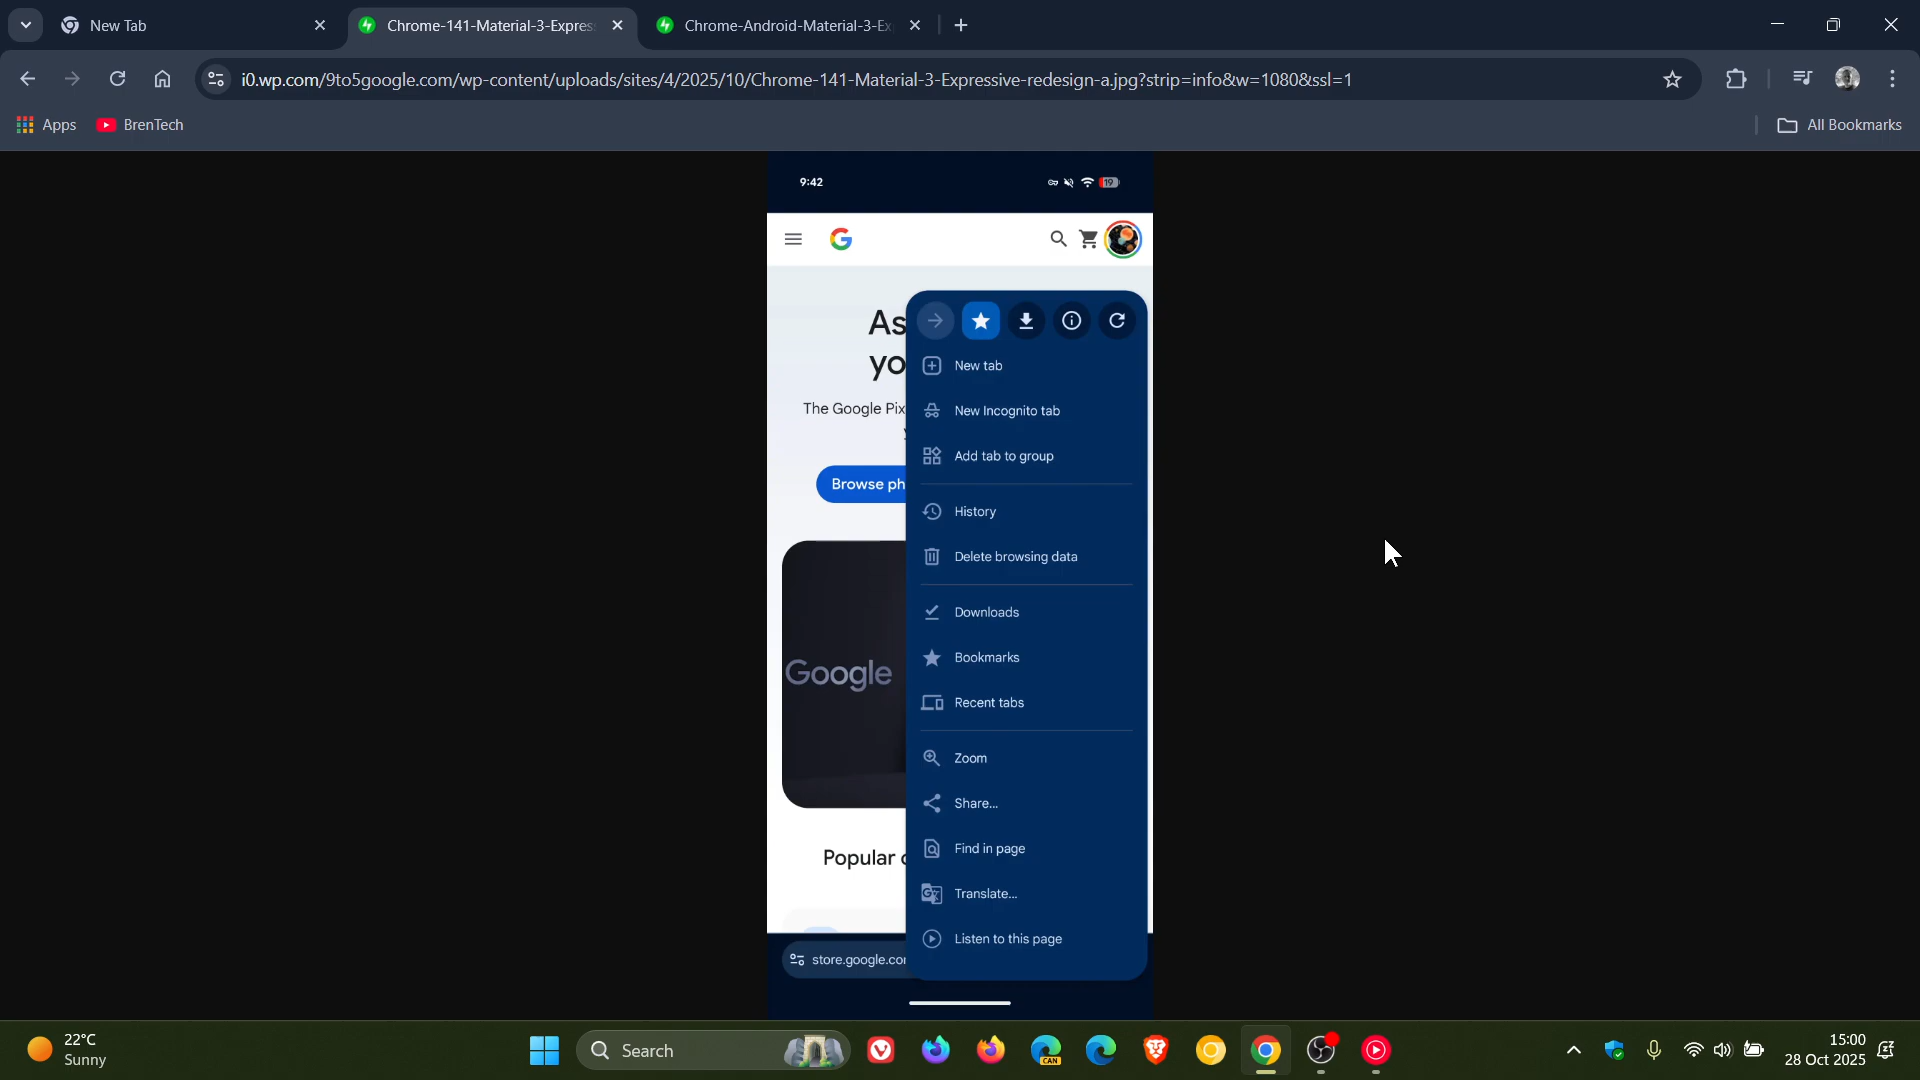 New Tab
Chrome-141-Material-3-Expres
Chrome-Android-Material-3-Ex
i0.wp.com/9to5google.com/wp-content/uploads/sites/4/2025/10/Chrome-141-Material-3-Expressive-redesign-a.jpg?strip=info&w=1080&ssl=1
Apps
BrenTech
All Bookmarks
9:42
19
As
yo
The Google Pix
Browse ph
Google
Popular
store.google.co
New tab
New Incognito tab
Add tab to group
History
Delete browsing data
Downloads
Bookmarks
Recent tabs
Zoom
Share...
Find in page
Translate...
Listen to this page
22°C
Sunny
Search
CAN
15:00
28 Oct 2025